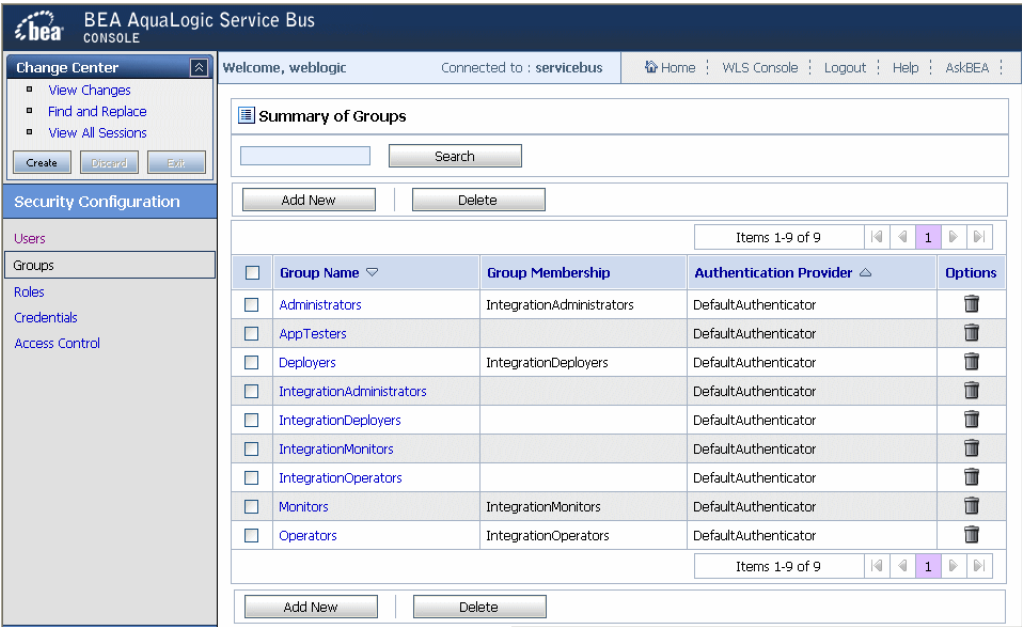 bea
BEA AquaLogic Service Bus
CONSOLE
Change Center
View Changes
Find and Replace
View All Sessions
Create Discard Exit
Security Configuration
Users
Groups
Roles
Credentials
Access Control
Welcome, weblogic Connected to : servicebus Home WLS Console Logout Help AskBEA
Summary of Groups
Search
Add New Delete
Items 1-9 of 9 1
Group Name Group Membership Authentication Provider Options
Administrators IntegrationAdministrators DefaultAuthenticator
AppTesters DefaultAuthenticator
Deployers IntegrationDeployers DefaultAuthenticator
IntegrationAdministrators DefaultAuthenticator
IntegrationDeployers DefaultAuthenticator
IntegrationMonitors DefaultAuthenticator
IntegrationOperators DefaultAuthenticator
Monitors IntegrationMonitors DefaultAuthenticator
Operators IntegrationOperators DefaultAuthenticator
Items 1-9 of 9 1
Add New Delete